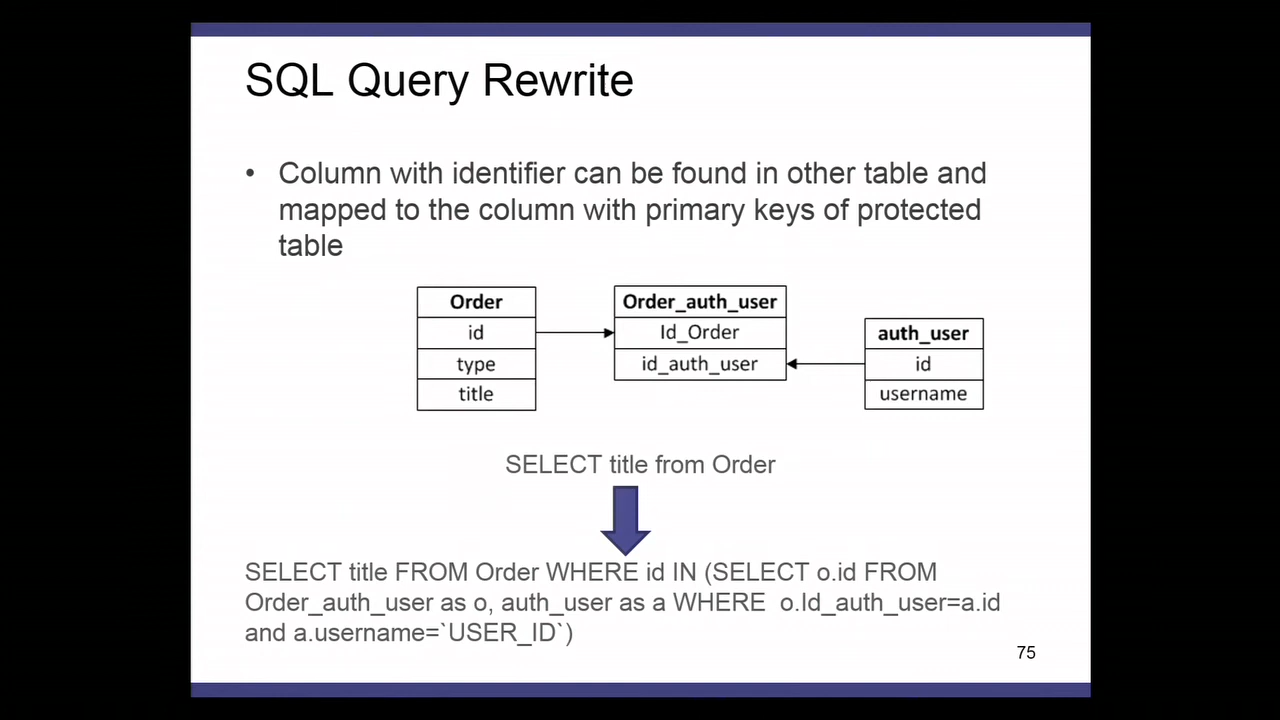 SQL Query Rewrite
• Column with identifier can be found in other table and
mapped to the column with primary keys of protected
table
Order
id
type
title
Order_auth_user
Id_Order
id_auth_user
auth_user
id
username
SELECT title from Order
SELECT title FROM Order WHERE id IN (SELECT o.id FROM
Order_auth_user as o, auth_user as a WHERE o.Id_auth_user=a.id
and a.username=`USER_ID`)
75